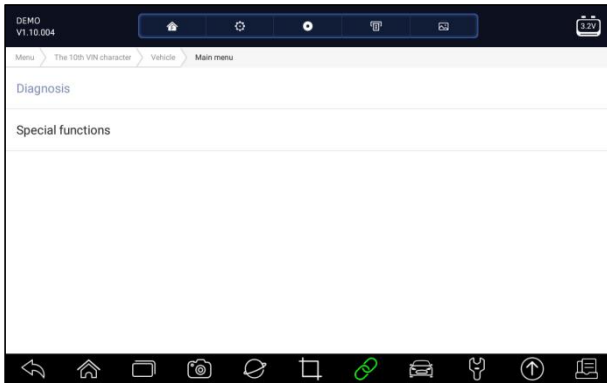 DEMO
V1.10.004
3.2V
Menu The 10th VIN character Vehicle Main menu
Diagnosis
Special functions